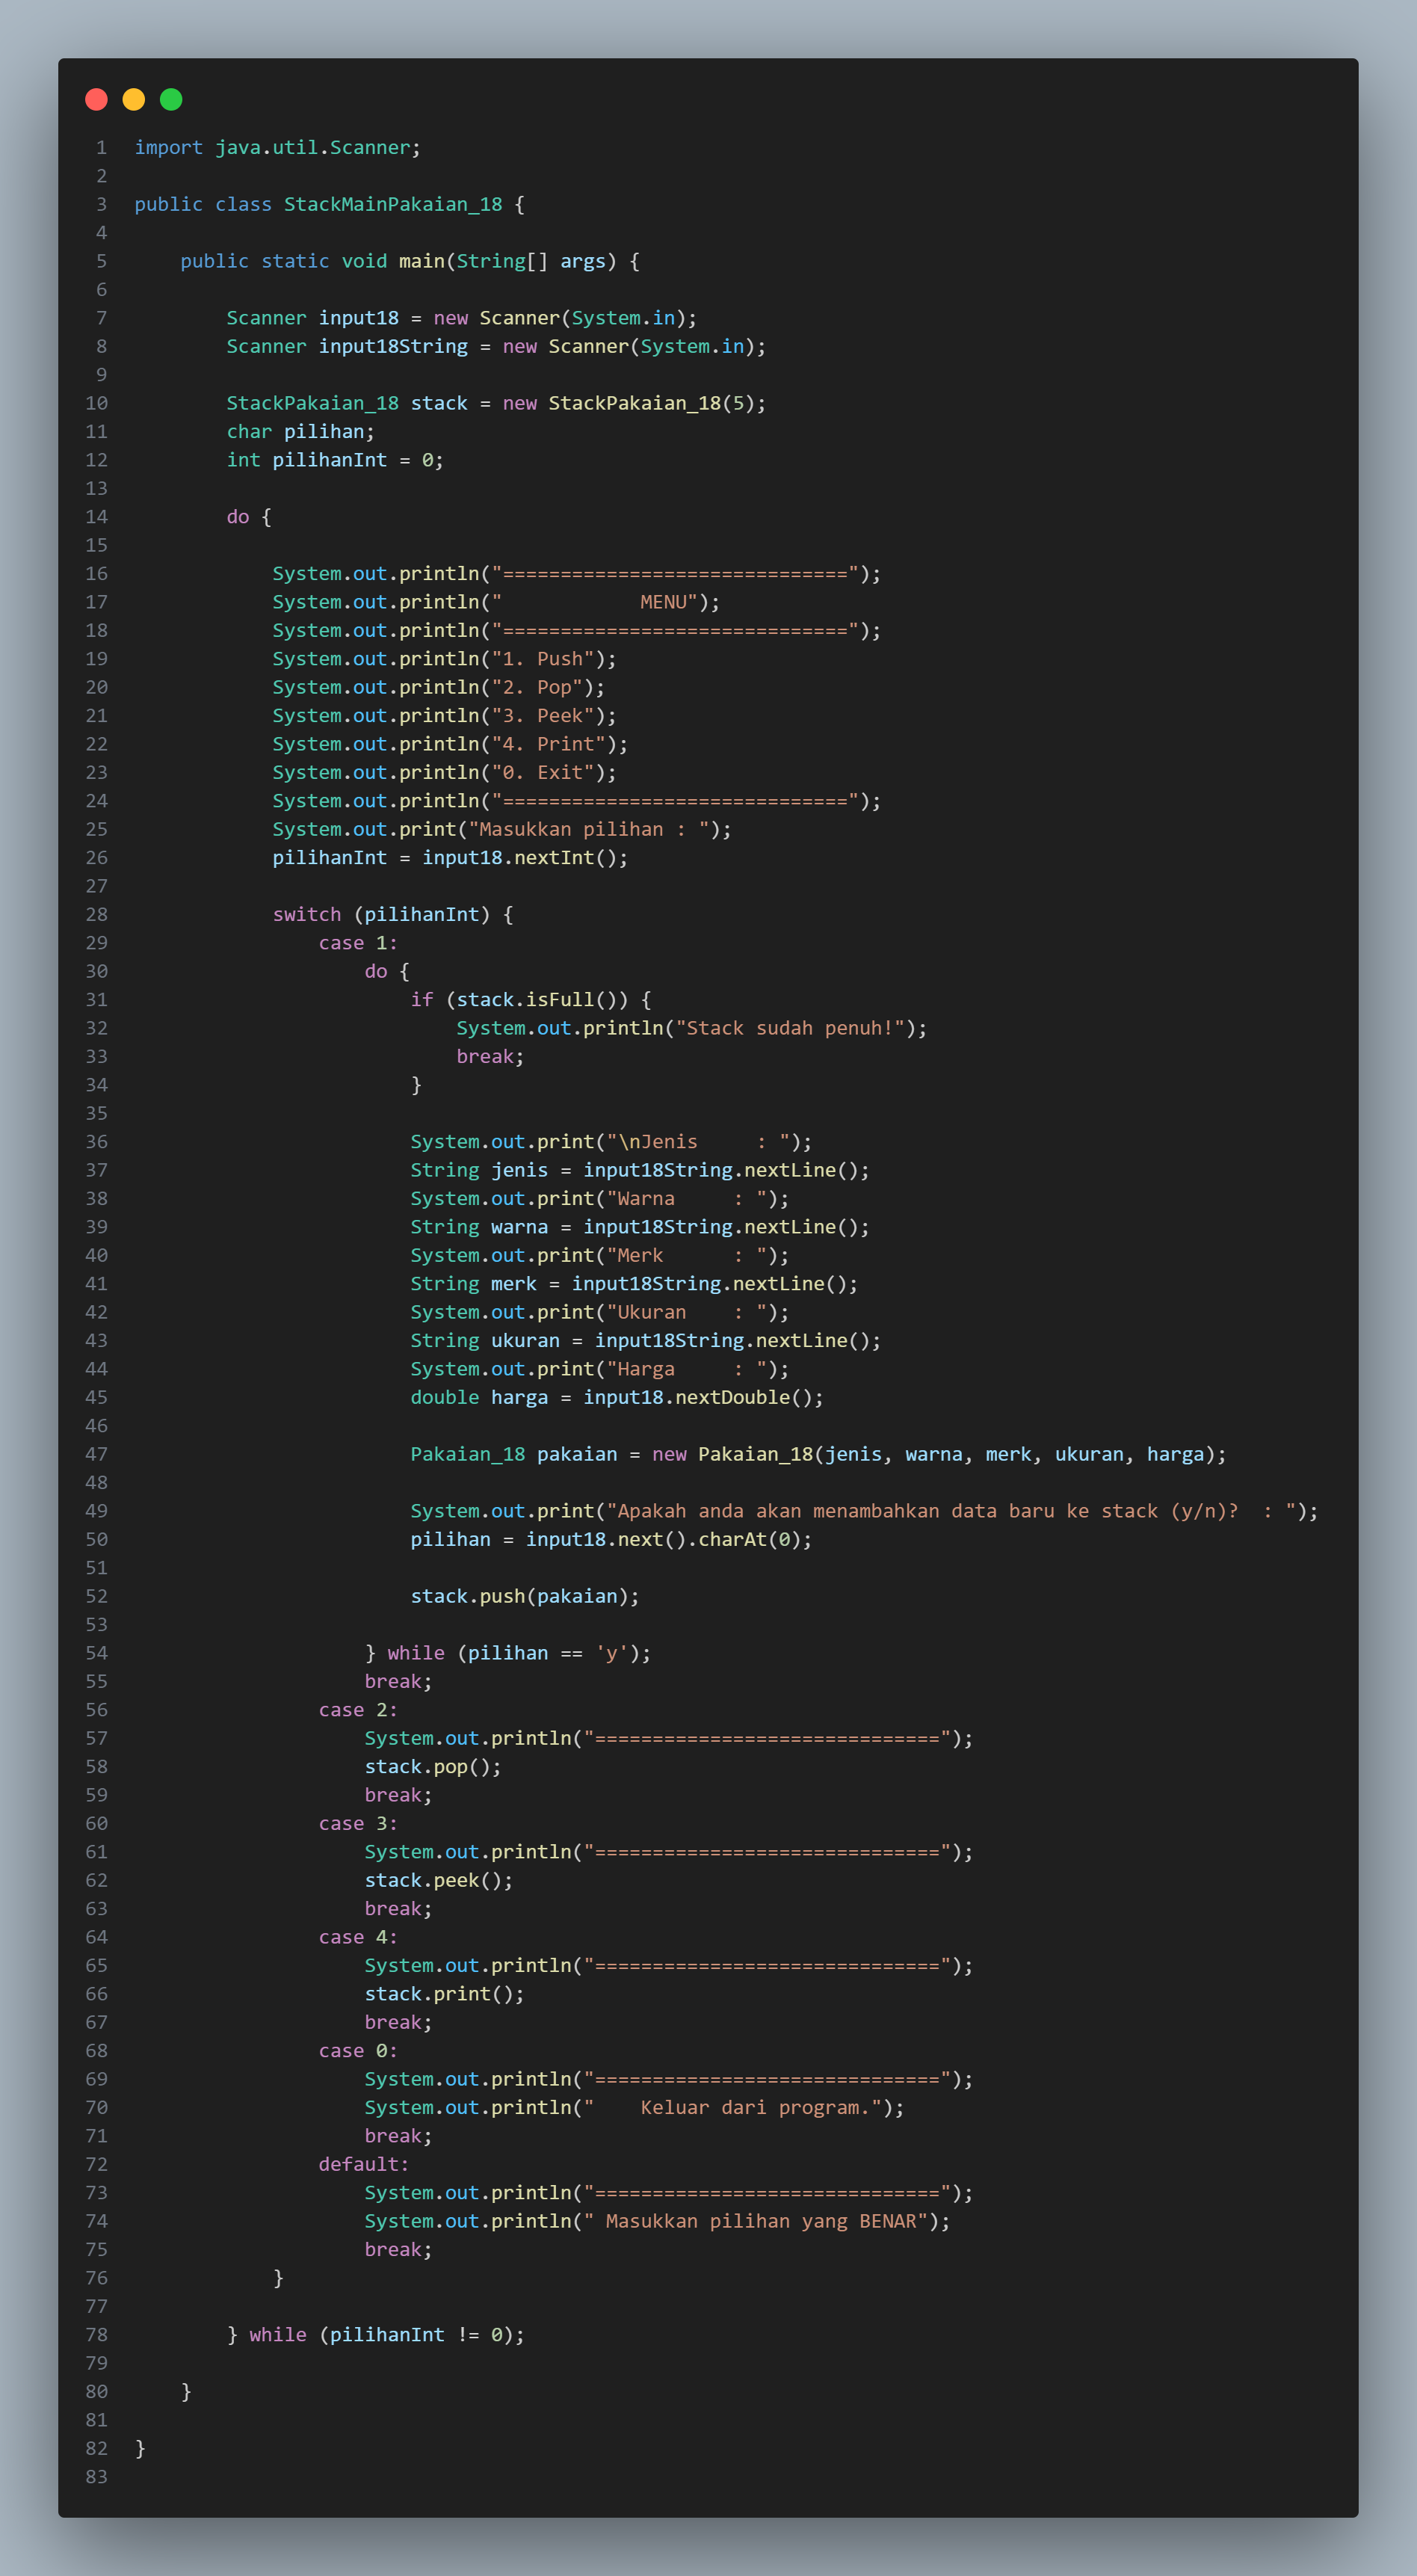 1 import java.util.Scanner;
2
3 public class StackMainPakaian_18 {
4
5     public static void main(String[] args) {
6
7         Scanner input18 = new Scanner(System.in);
8         Scanner input18String = new Scanner(System.in);
9
10         StackPakaian_18 stack = new StackPakaian_18(5);
11         char pilihan;
12         int pilihanInt = 0;
13
14         do {
15
16             System.out.println("==============================");
17             System.out.println("            MENU");
18             System.out.println("==============================");
19             System.out.println("1. Push");
20             System.out.println("2. Pop");
21             System.out.println("3. Peek");
22             System.out.println("4. Print");
23             System.out.println("0. Exit");
24             System.out.println("==============================");
25             System.out.print("Masukkan pilihan : ");
26             pilihanInt = input18.nextInt();
27
28             switch (pilihanInt) {
29                 case 1:
30                     do {
31                         if (stack.isFull()) {
32                             System.out.println("Stack sudah penuh!");
33                             break;
34                         }
35
36                         System.out.print("\nJenis     : ");
37                         String jenis = input18String.nextLine();
38                         System.out.print("Warna     : ");
39                         String warna = input18String.nextLine();
40                         System.out.print("Merk      : ");
41                         String merk = input18String.nextLine();
42                         System.out.print("Ukuran    : ");
43                         String ukuran = input18String.nextLine();
44                         System.out.print("Harga     : ");
45                         double harga = input18.nextDouble();
46
47                         Pakaian_18 pakaian = new Pakaian_18(jenis, warna, merk, ukuran, harga);
48
49                         System.out.print("Apakah anda akan menambahkan data baru ke stack (y/n)?  : ");
50                         pilihan = input18.next().charAt(0);
51
52                         stack.push(pakaian);
53
54                     } while (pilihan == 'y');
55                     break;
56                 case 2:
57                     System.out.println("==============================");
58                     stack.pop();
59                     break;
60                 case 3:
61                     System.out.println("==============================");
62                     stack.peek();
63                     break;
64                 case 4:
65                     System.out.println("==============================");
66                     stack.print();
67                     break;
68                 case 0:
69                     System.out.println("==============================");
70                     System.out.println("    Keluar dari program.");
71                     break;
72                 default:
73                     System.out.println("==============================");
74                     System.out.println(" Masukkan pilihan yang BENAR");
75                     break;
76             }
77
78         } while (pilihanInt != 0);
79
80     }
81
82 }
83